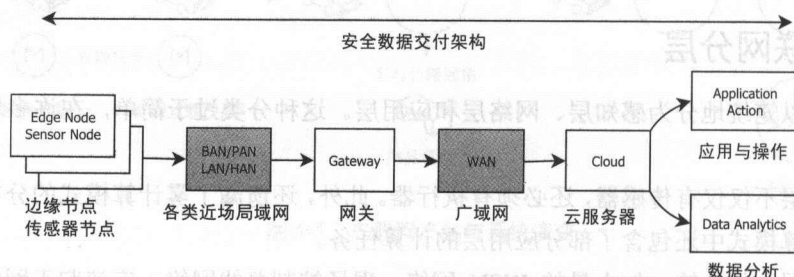 安全数据交付架构
Edge Node
Sensor Node
边缘节点
传感器节点
BAN/PAN
LAN/HAN
各类近场局域网
Gateway
网关
WAN
广域网
Cloud
云服务器
Application
Action
应用与操作
Data Analytics
数据分析